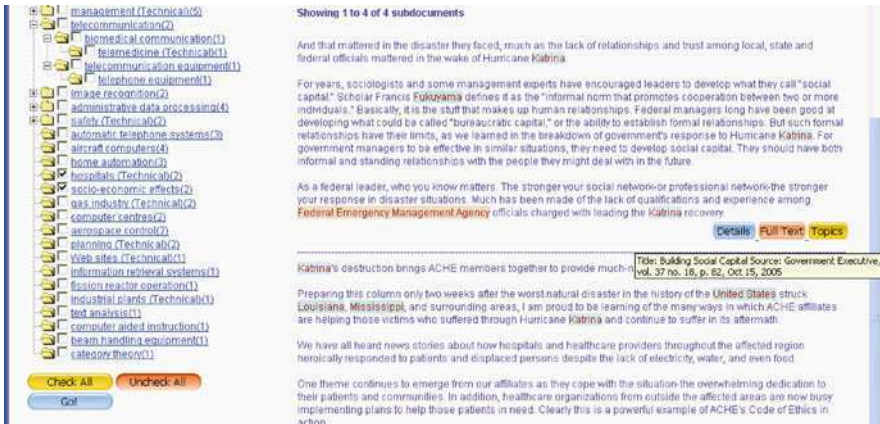 management (Technical)(5)
telecommunication(2)
biomedical communication(1)
telemedicine (Technical)(1)
telecommunication equipment(1)
telephone equipment(1)
image recognition(2)
administrative data processing(4)
safety (Technical)(2)
automatic telephone systems(3)
aircraft computers(4)
home automation(3)
hospitals (Technical)(2)
socio-economic effects(2)
gas industry (Technical)(2)
computer centres(2)
aerospace control(2)
planning (Technical)(2)
Web sites (Technical)(1)
information retrieval systems(1)
fission reactor operation(1)
industrial plants (Technical)(1)
text analysis(1)
computer aided instruction(1)
beam handling equipment(1)
category theory(1)
Check All Uncheck All
Go!
Showing 1 to 4 of 4 subdocuments
And that mattered in the disaster they faced, much as the lack of relationships and trust among local, state and
federal officials mattered in the wake of Hurricane Katrina.
For years, sociologists and some management experts have encouraged leaders to develop what they call "social
capital." Scholar Francis Fukuyama defines it as the "informal norm that promotes cooperation between two or more
individuals." Basically, it is the stuff that makes up human relationships. Federal managers long have been good at
developing what could be called "bureaucratic capital," or the ability to establish formal relationships. But such formal
relationships have their limits, as we learned in the breakdown of government's response to Hurricane Katrina. For
government managers to be effective in similar situations, they need to develop social capital. They should have both
informal and standing relationships with the people they might deal with in the future.
As a federal leader, who you know matters. The stronger your social network-or professional network-the stronger
your response in disaster situations. Much has been made of the lack of qualifications and experience among
Federal Emergency Management Agency officials charged with leading the Katrina recovery.
Details Full Text Topics
Title: Building Social Capital Source: Government Executive,
vol. 37 no. 18, p. 82, Oct 15, 2005
Katrina's destruction brings ACHE members together to provide much-n
Preparing this column only two weeks after the worst natural disaster in the history of the United States struck
Louisiana, Mississippi, and surrounding areas, I am proud to be learning of the many ways in which ACHE affiliates
are helping those victims who suffered through Hurricane Katrina and continue to suffer in its aftermath.
We have all heard news stories about how hospitals and healthcare providers throughout the affected region
heroically responded to patients and displaced persons despite the lack of electricity, water, and even food
One theme continues to emerge from our affiliates as they cope with the situation-the overwhelming dedication to
their patients and communities. In addition, healthcare organizations from outside the affected areas are now busy
implementing plans to help those patients in need. Clearly this is a powerful example of ACHE's Code of Ethics in
action